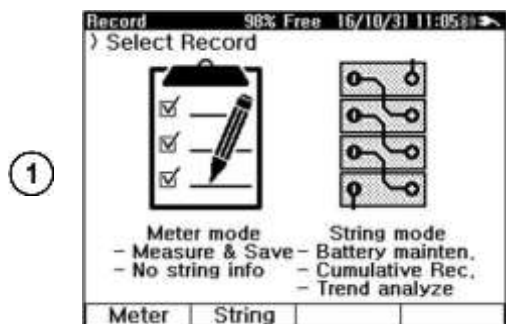 Record 98% Free 16/10/31 11:05
> Select Record
1
Meter mode
- Measure & Save
- No string info
String mode
- Battery mainten.
- Cumulative Rec.
- Trend analyze
Meter String